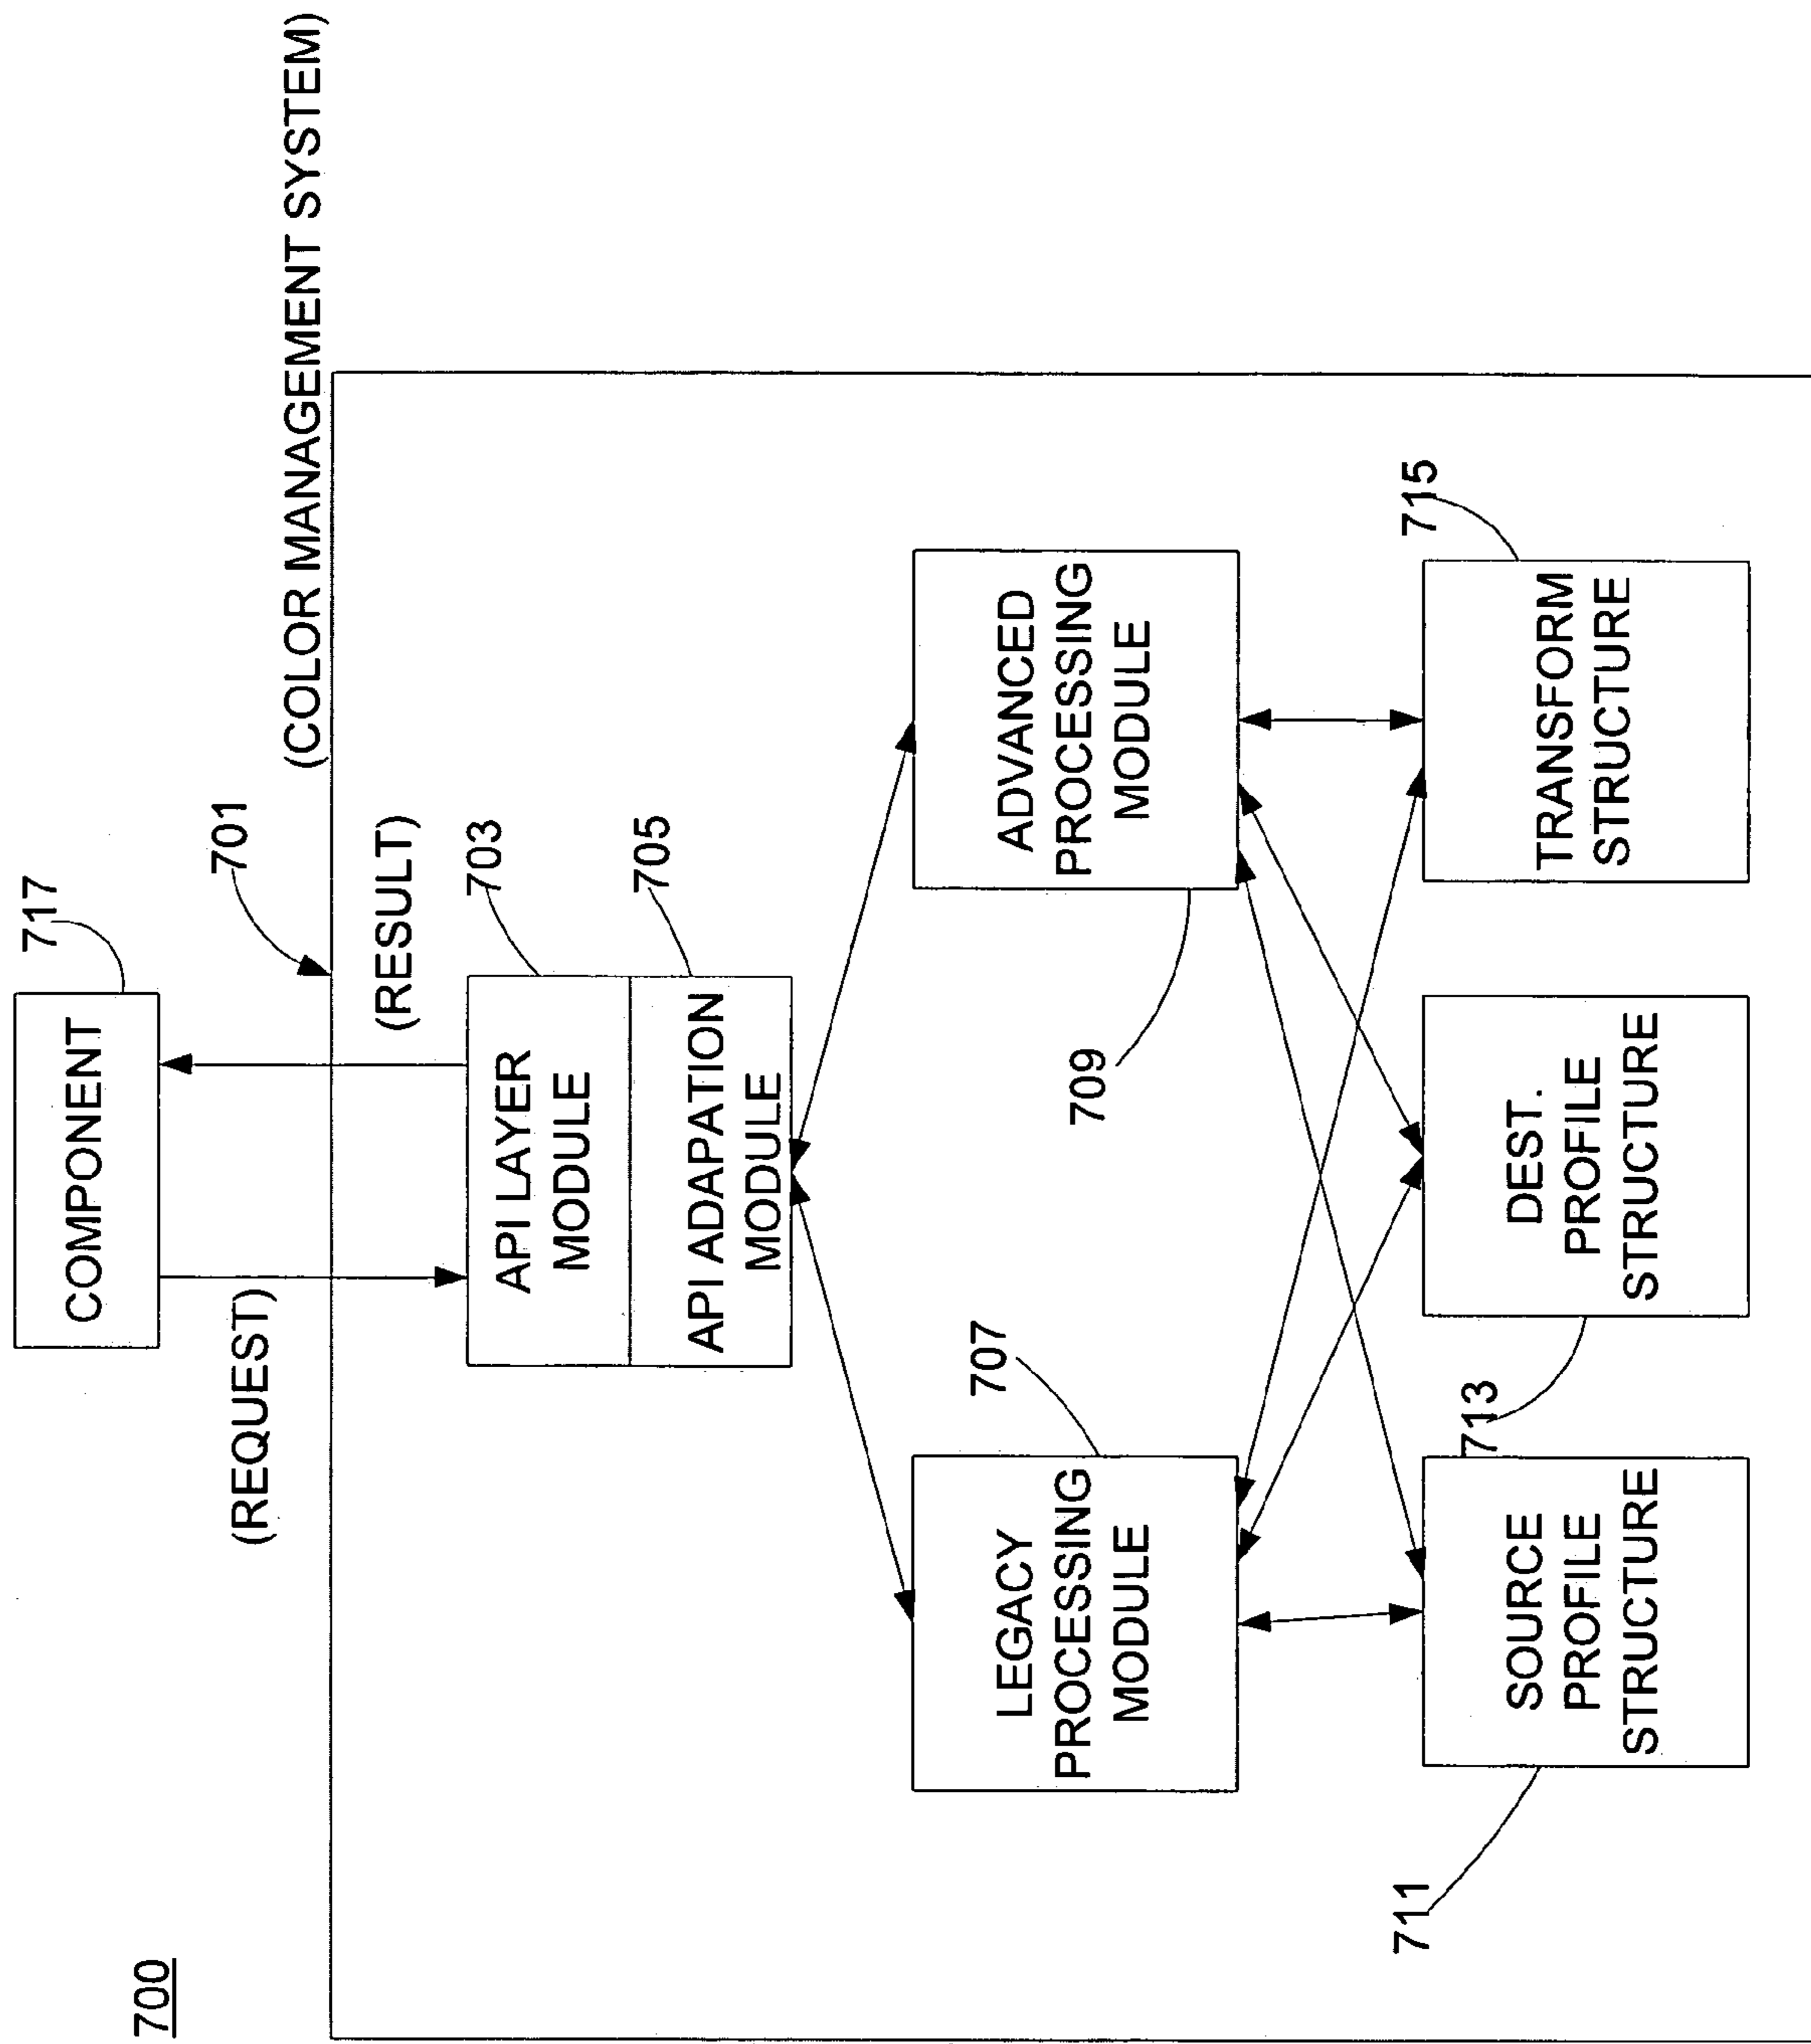 700
COMPONENT
717
(REQUEST)
701
(COLOR MANAGEMENT SYSTEM)
(RESULT)
API LAYER
MODULE
703
API ADAPATION
MODULE
705
707
LEGACY
PROCESSING
MODULE
ADVANCED
PROCESSING
MODULE
709
711
SOURCE
PROFILE
STRUCTURE
713
DEST.
PROFILE
STRUCTURE
715
TRANSFORM
STRUCTURE